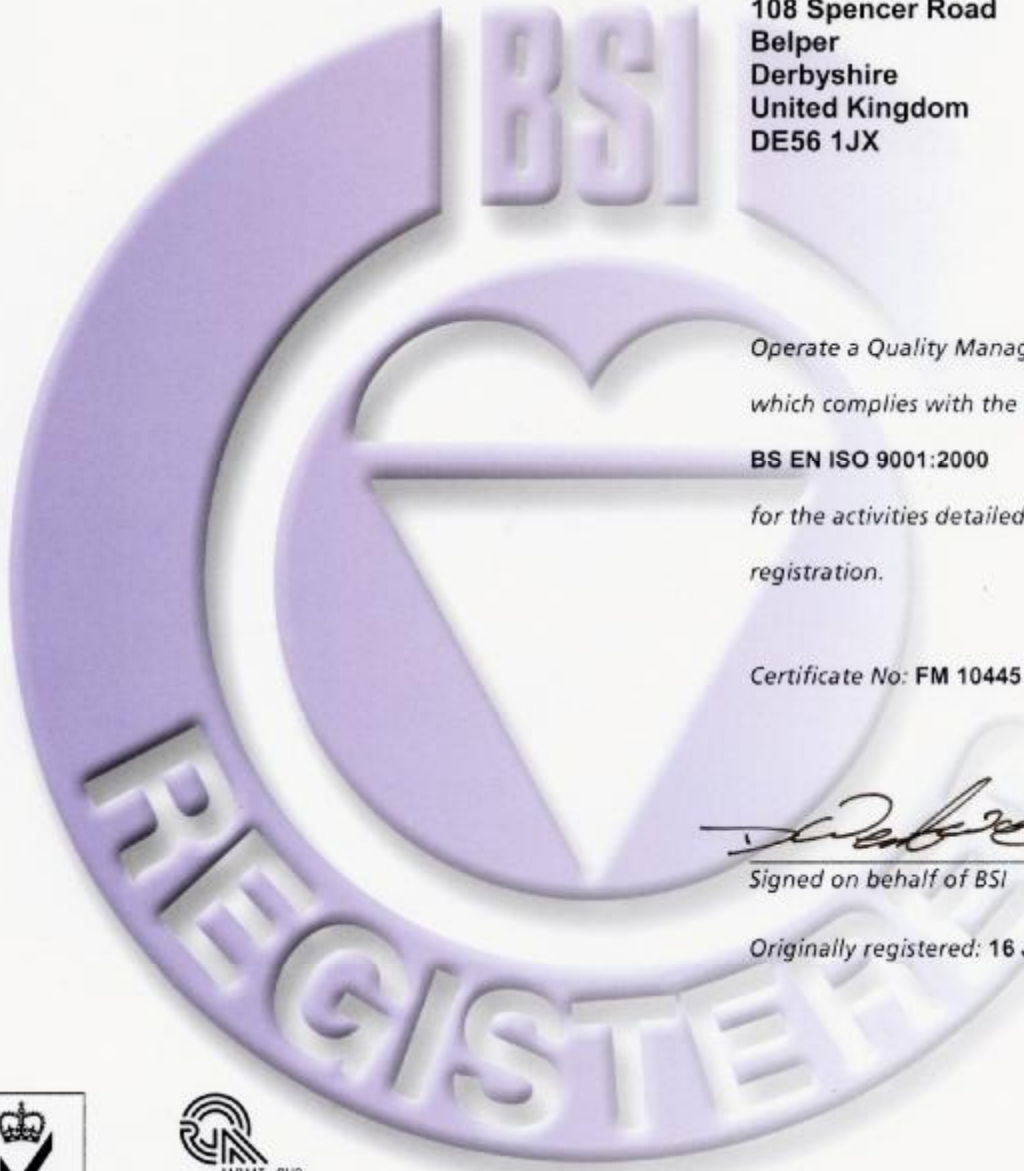 BSI
108 Spencer Road
Belper
Derbyshire
United Kingdom
DE56 1JX
Operate a Quality Manag
which complies with the
BS EN ISO 9001:2000
for the activities detailed
registration.
Certificate No: FM 10445
Signed on behalf of BSI
Originally registered: 16
REGISTERE